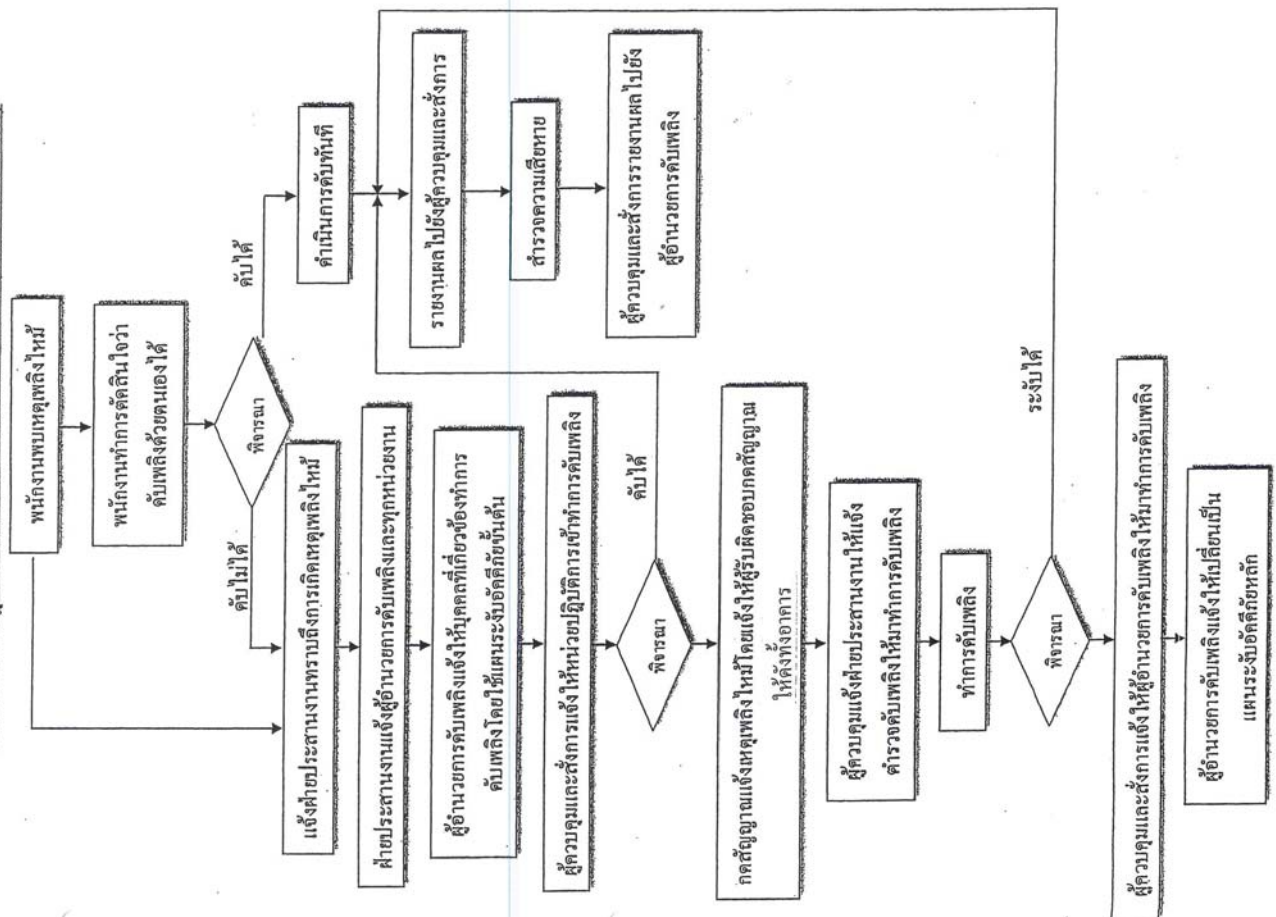 พนักงานพบเหตุเพลิงไหม้
พนักงานทำการตัดสินใจว่า
ดับเพลิงด้วยตนเองได้
พิจารณา
ดับได้
ดับไม่ได้
ดำเนินการดับทันที
รายงานผลไปยังผู้ควบคุมและสั่งการ
สำรวจความเสียหาย
ผู้ควบคุมและสั่งการรายงานผลไปยัง
ผู้อำนวยการดับเพลิง
แจ้งฝ่ายประสานงานทราบถึงการเกิดเหตุเพลิงไหม้
ฝ่ายประสานงานแจ้งผู้อำนวยการดับเพลิงและทุกหน่วยงาน
ผู้อำนวยการดับเพลิงแจ้งให้บุคคลที่เกี่ยวข้องทำการ
ดับเพลิงโดยใช้แผนระงับอัคคีภัยขั้นต้น
ผู้ควบคุมและสั่งการแจ้งให้หน่วยปฏิบัติการเข้าทำการดับเพลิง
พิจารณา
ดับได้
กดสัญญาณแจ้งเหตุเพลิงไหม้โดยแจ้งให้ผู้รับผิดชอบกดสัญญาณ
ให้ดังทั้งอาคาร
ผู้ควบคุมแจ้งฝ่ายประสานงานให้แจ้ง
ตำรวจดับเพลิงให้มาทำการดับเพลิง
ทำการดับเพลิง
พิจารณา
ระงับได้
ผู้ควบคุมและสั่งการแจ้งให้ผู้อำนวยการดับเพลิงให้มาทำการดับเพลิง
ผู้อำนวยการดับเพลิงแจ้งให้เปลี่ยนเป็น
แผนระงับอัคคีภัยหลัก